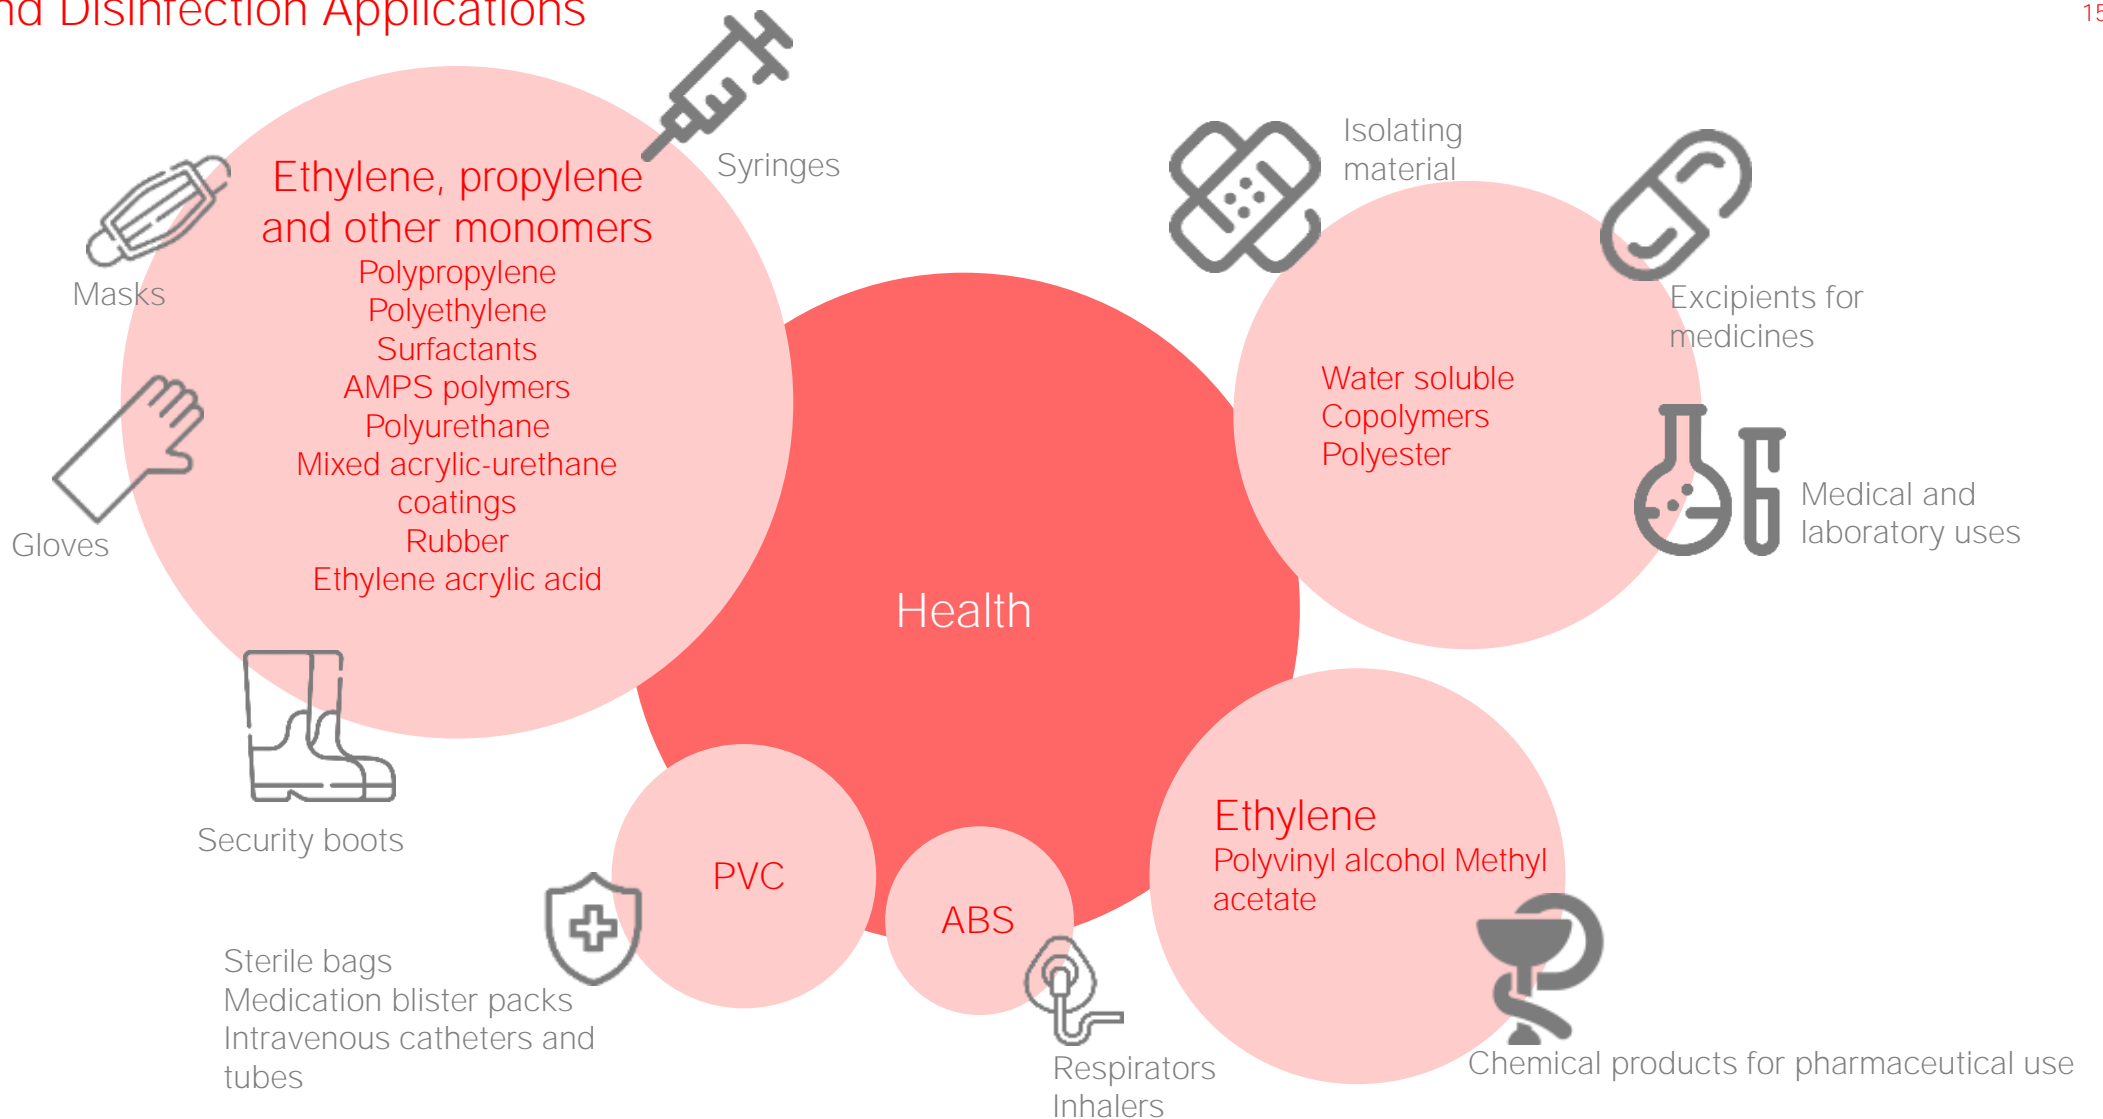 nd Disinfection Applications
15
Syringes
Masks
Gloves
Ethylene, propylene
and other monomers
Polypropylene
Polyethylene
Surfactants
AMPS polymers
Polyurethane
Mixed acrylic-urethane
coatings
Rubber
Ethylene acrylic acid
Security boots
Isolating
material
Excipients for
medicines
Water soluble
Copolymers
Polyester
Medical and
laboratory uses
Health
PVC
Sterile bags
Medication blister packs
Intravenous catheters and
tubes
ABS
Respirators
Inhalers
Ethylene
Polyvinyl alcohol Methyl
acetate
Chemical products for pharmaceutical use